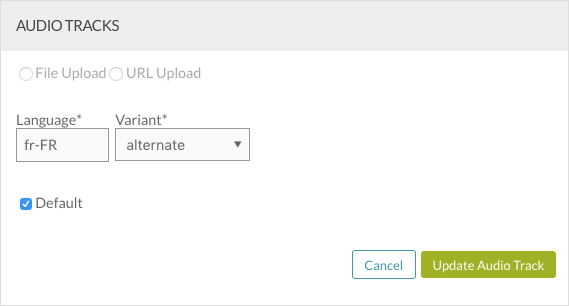 AUDIO TRACKS
File Upload URL Upload
Language* Variant*
fr-FR alternate
Default
Cancel Update Audio Track